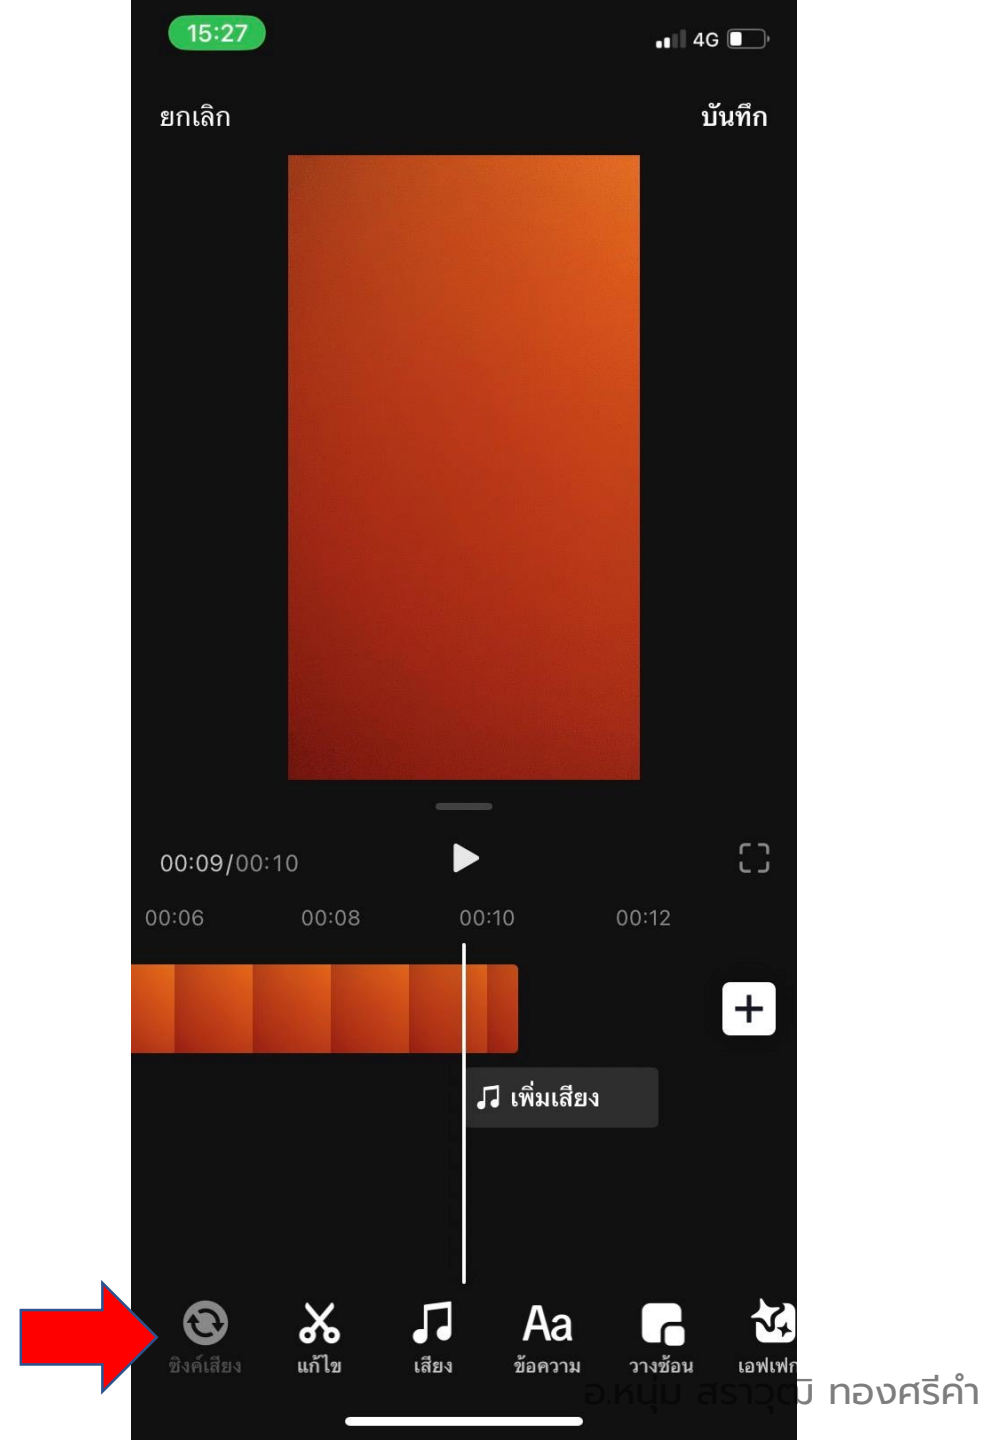 15:27 4G
ยกเลิก บันทึก
00:09/00:10
00:06 00:08 00:10 00:12
เพิ่มเสียง
Aa
ซิงค์เสียง แก้ไข เสียง ข้อความ วางซ้อน เอฟเฟก
อ.หนุ่ม สราวุฒิ ทองศรีคำ